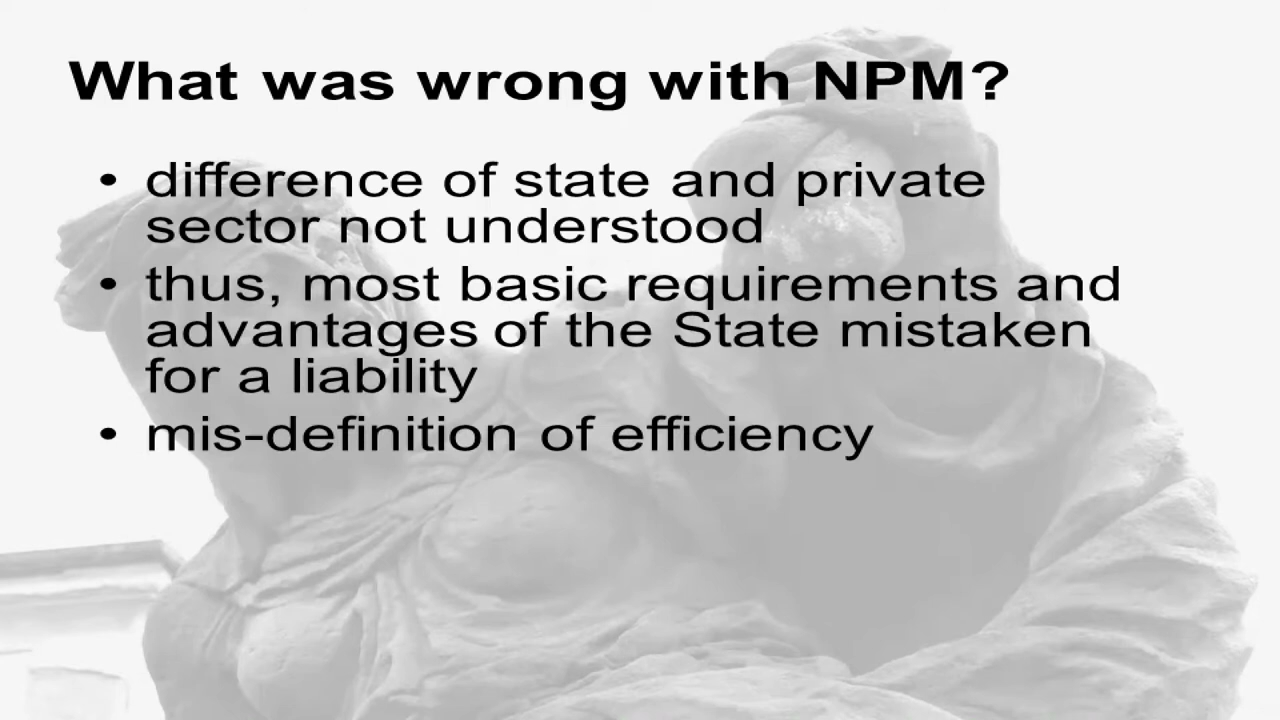 What was wrong with NPM?
• difference of state and private
sector not understood
• thus, most basic requirements and
advantages of the State mistaken
for a liability
• mis-definition of efficiency